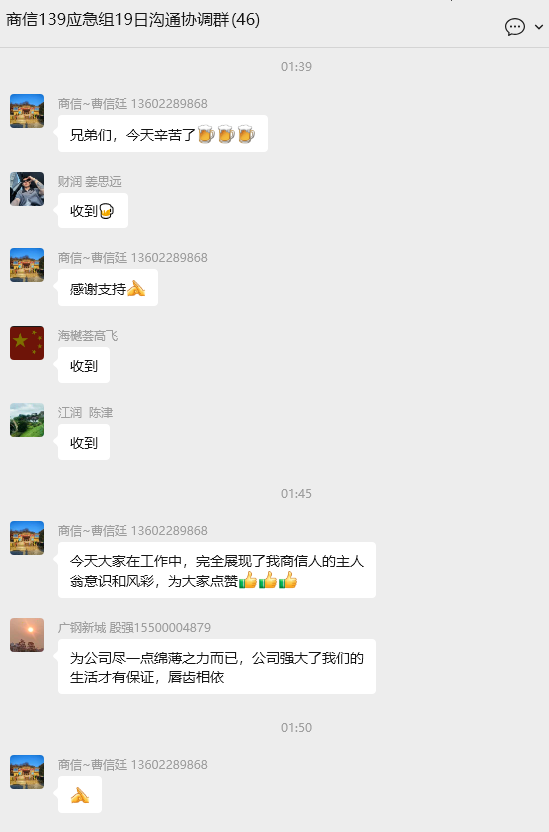 商信139应急组19日沟通协调群(46)
01:39
商信~曹信廷 13602289868
兄弟们，今天辛苦了🍺🍺🍺
财润 姜思远
收到🍺
商信~曹信廷 13602289868
感谢支持🙏
海樾荟高飞
收到
江润 陈津
收到
01:45
商信~曹信廷 13602289868
今天大家在工作中，完全展现了我商信人的主人
翁意识和风彩，为大家点赞👍👍👍
广钢新城 殷强15500004879
为公司尽一点绵薄之力而已，公司强大了我们的
生活才有保证，唇齿相依
01:50
商信~曹信廷 13602289868
🙏